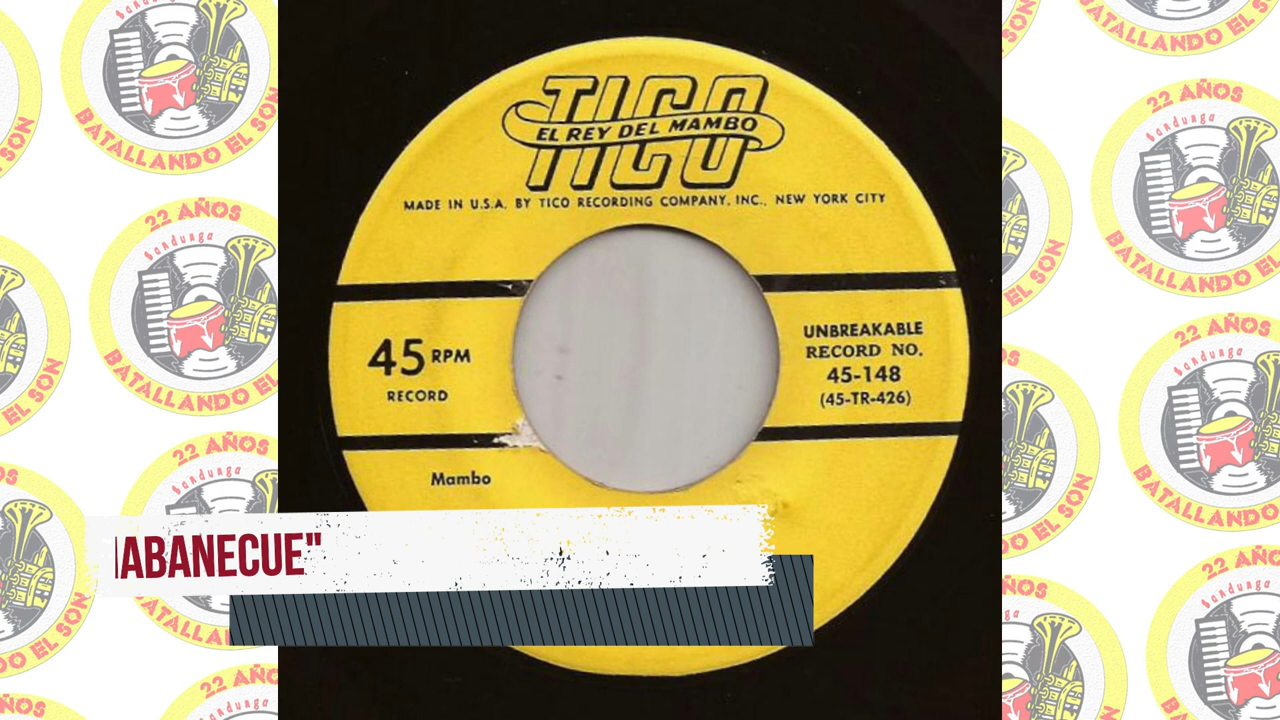 TICO
EL REY DEL MAMBO
MADE IN U.S.A. BY TICO RECORDING COMPANY, INC., NEW YORK CITY
45 RPM
RECORD
UNBREAKABLE
RECORD NO.
45-148
(45-TR-426)
Mambo
ABANECUE"
22 AÑOS
Sandunga
BATALLANDO EL SON